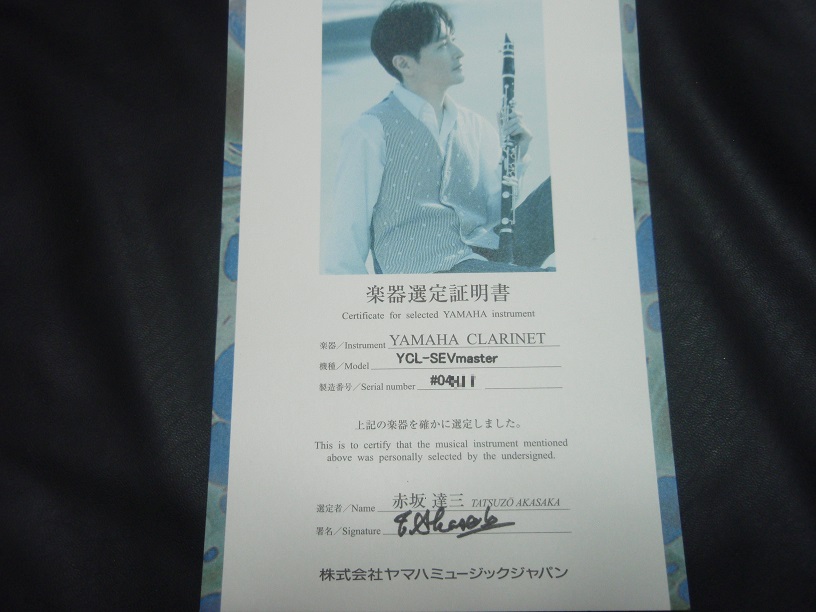 楽器選定証明書
Certificate for selected YAMAHA instrument
楽器/Instrument YAMAHA CLARINET
機種/Model YCL-SEVmaster
製造番号/Serial number #04
上記の楽器を確かに選定しました。
This is to certify that the musical instrument mentioned
above was personally selected by the undersigned.
選定者/Name 赤坂 達三 TATSUZŌ AKASAKA
署名/Signature T. Akasaka
株式会社ヤマハミュージックジャパン